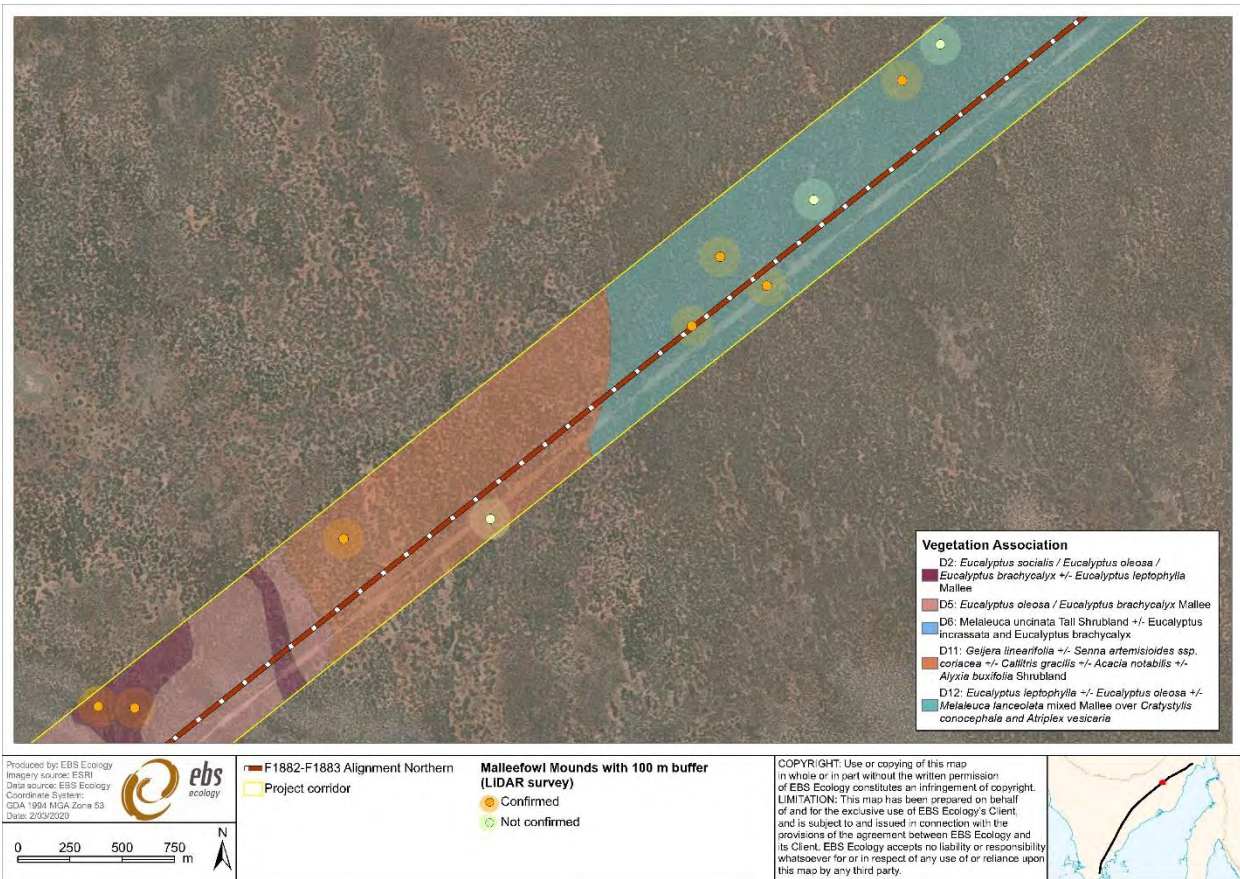 Vegetation Association
D2: Eucalyptus socialis / Eucalyptus oleosa /
Eucalyptus brachycalyx +/- Eucalyptus leptophylla
Mallee
D5: Eucalyptus oleosa / Eucalyptus brachycalyx Mallee
D6: Melaleuca uncinata Tall Shrubland +/- Eucalyptus
incrassata and Eucalyptus brachycalyx
D11: Geijera linearifolia +/- Senna artemisioides ssp.
coriacea +/- Callitris gracilis +/- Acacia notabilis +/-
Alyxia buxifolia Shrubland
D12: Eucalyptus leptophylla +/- Eucalyptus oleosa +/-
Melaleuca lanceolata mixed Mallee over Cratystylis
conocephala and Atriplex vesicaria
Produced by: EBS Ecology
Imagery source: ESRI
Data source: EBS Ecology
Coordinate System:
GDA 1994 MGA Zone 53
Date: 2/03/2020
ebs
ecology
N
0 250 500 750
m
F1882-F1883 Alignment Northern
Project corridor
Malleefowl Mounds with 100 m buffer
(LiDAR survey)
Confirmed
Not confirmed
COPYRIGHT: Use or copying of this map
in whole or in part without the written permission
of EBS Ecology constitutes an infringement of copyright.
LIMITATION: This map has been prepared on behalf
of and for the exclusive use of EBS Ecology's Client,
and is subject to and issued in connection with the
provisions of the agreement between EBS Ecology and
its Client. EBS Ecology accepts no liability or responsibility
whatsoever for or in respect of any use of or reliance upon
this map by any third party.